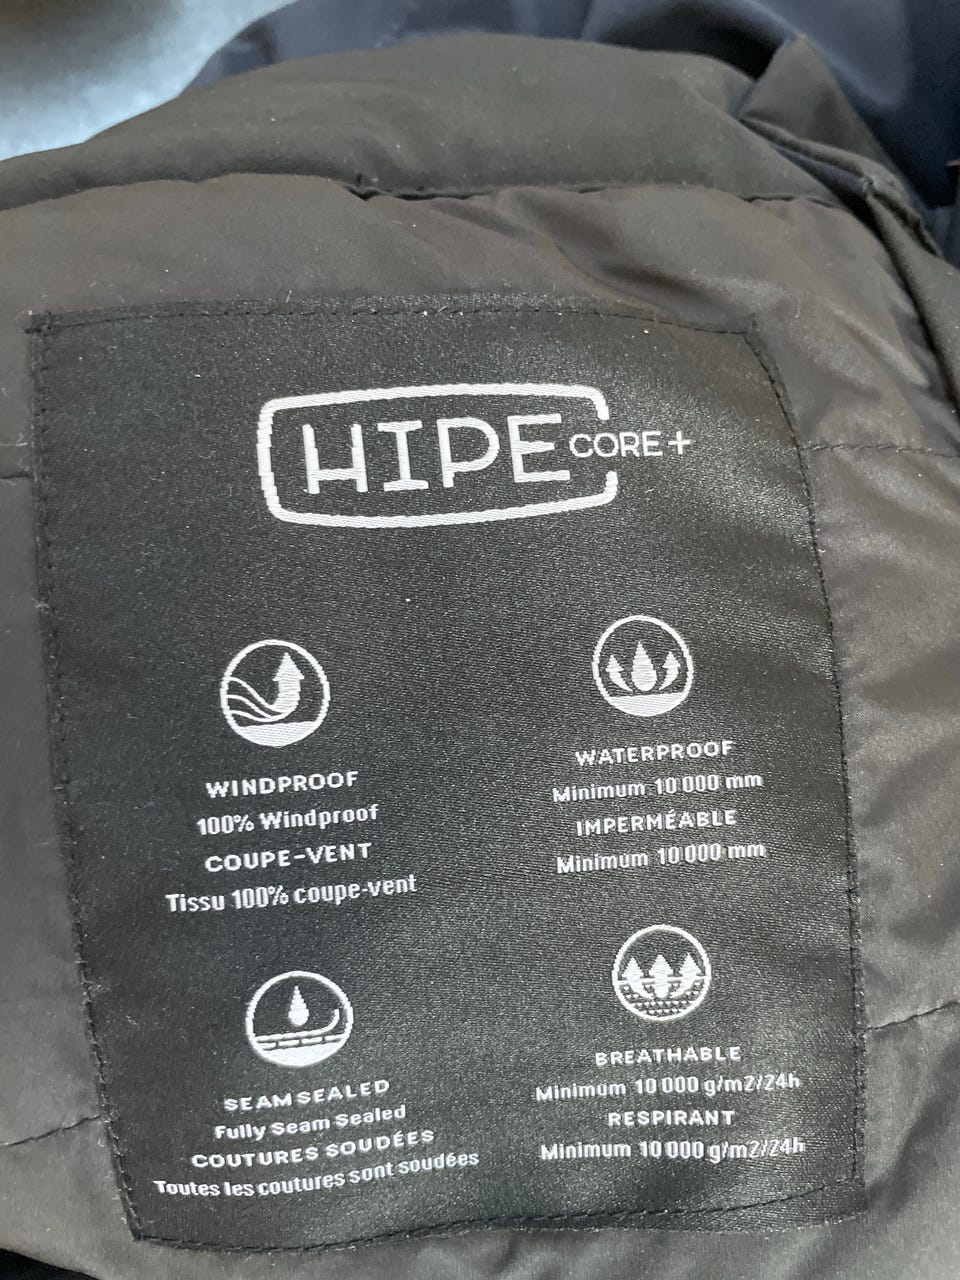 HIPE CORE+
WINDPROOF
100% Windproof
COUPE-VENT
Tissu 100% coupe-vent
WATERPROOF
Minimum 10 000 mm
IMPERMÉABLE
Minimum 10 000 mm
SEAM SEALED
Fully Seam Sealed
COUTURES SOUDÉES
Toutes les coutures sont soudées
BREATHABLE
Minimum 10 000 g/m2/24h
RESPIRANT
Minimum 10 000 g/m2/24h